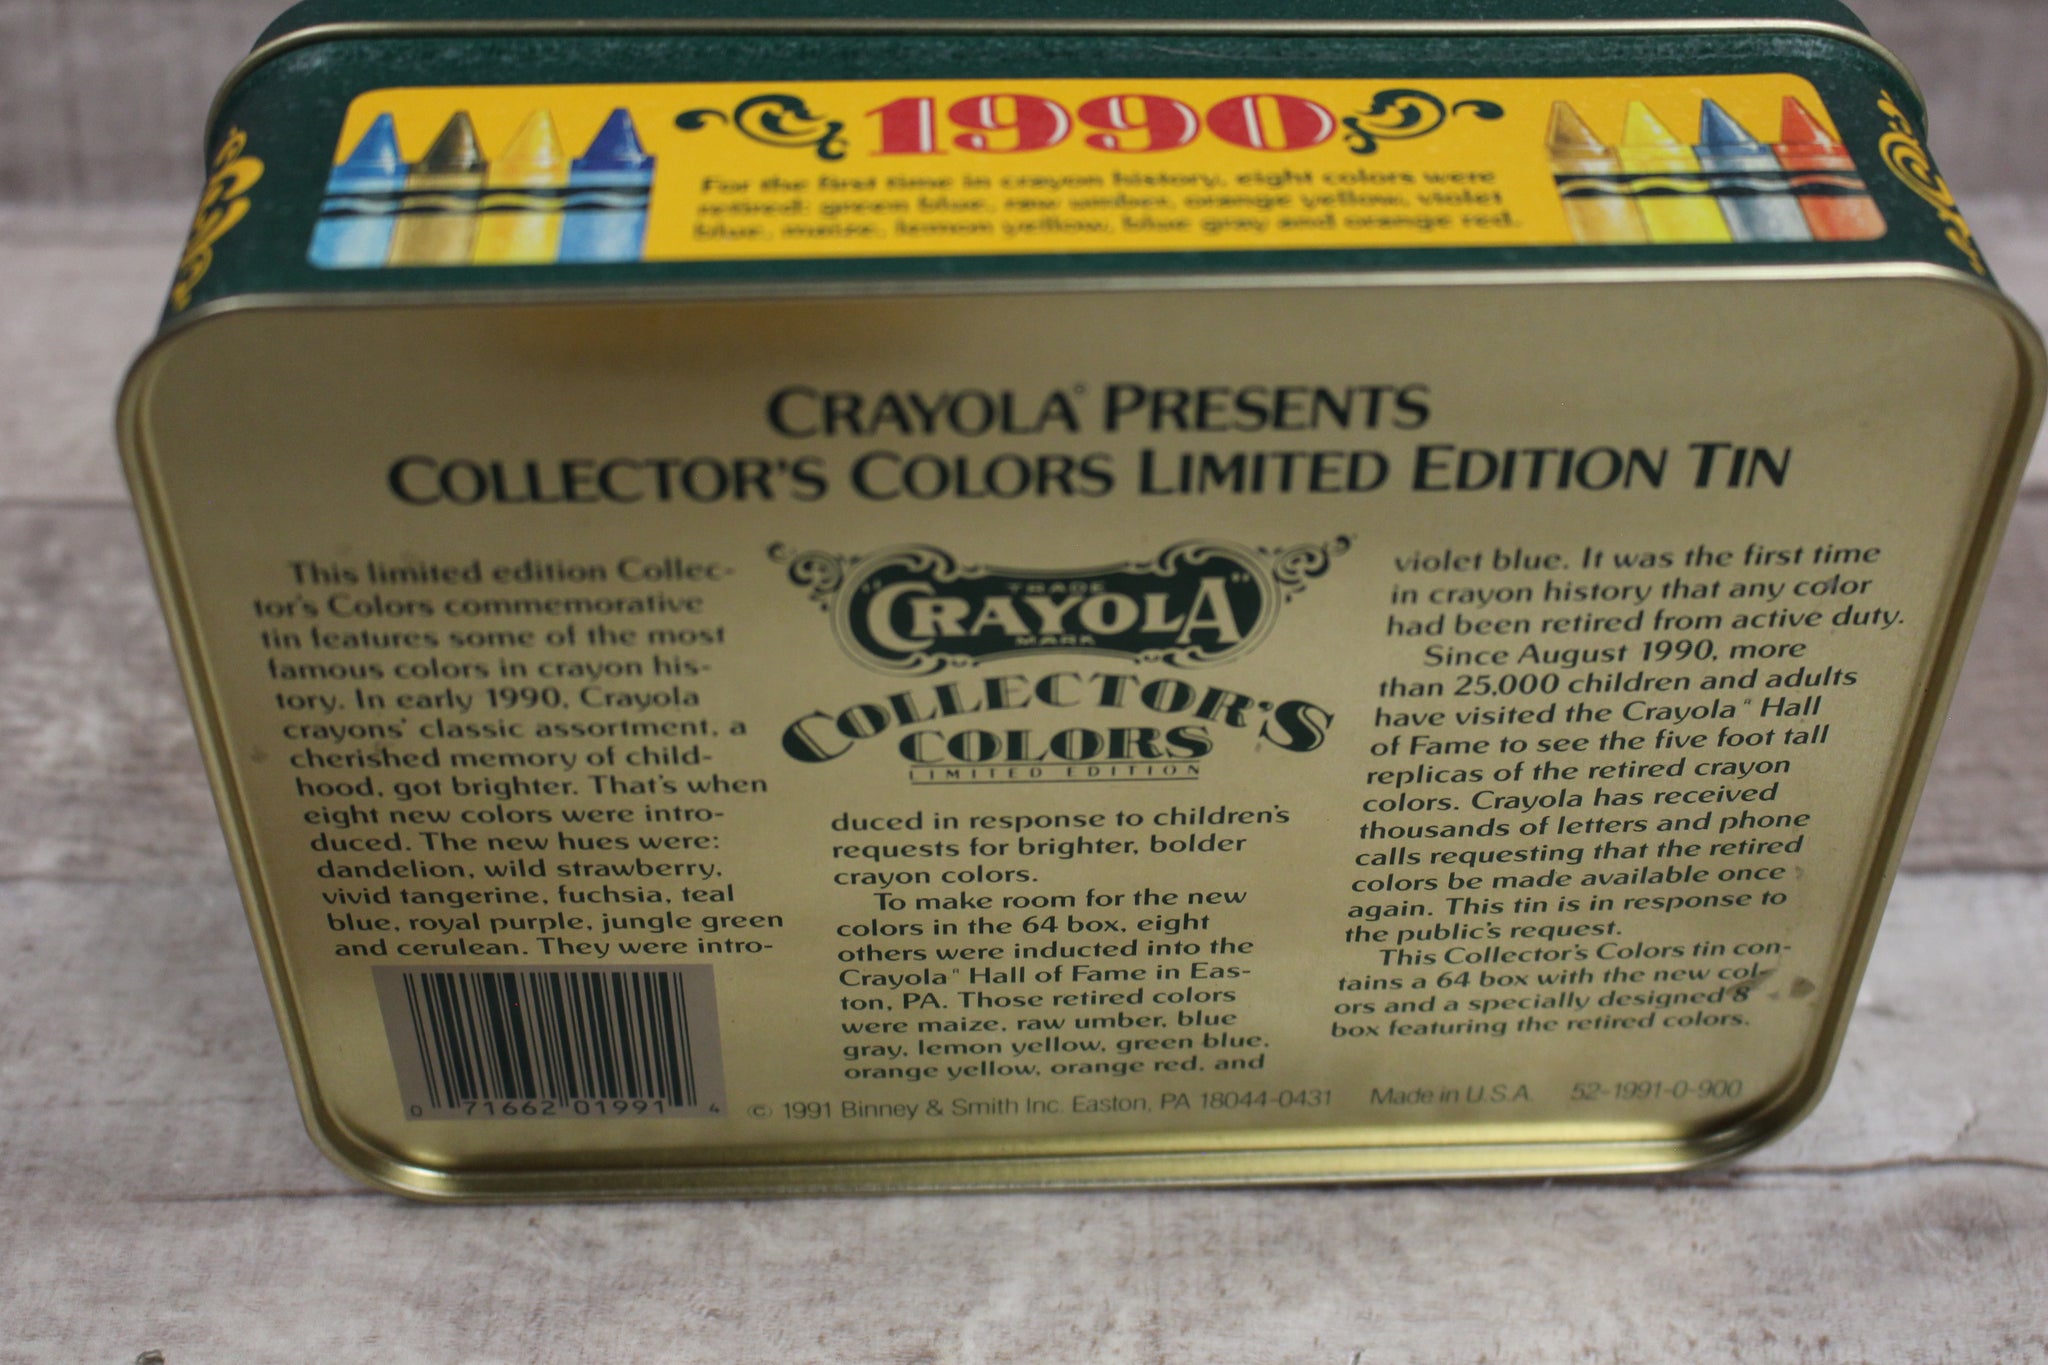 1990
For the first time in crayon history, eight colors were
retired: green blue, raw umber, orange yellow, violet
blue, maize, lemon yellow, blue gray and orange red.
CRAYOLA® PRESENTS
COLLECTOR'S COLORS LIMITED EDITION TIN
This limited edition Collec-
tor's Colors commemorative
tin features some of the most
famous colors in crayon his-
tory. In early 1990, Crayola
crayons' classic assortment, a
cherished memory of child-
hood, got brighter. That's when
eight new colors were intro-
duced. The new hues were:
dandelion, wild strawberry,
vivid tangerine, fuchsia, teal
blue, royal purple, jungle green
and cerulean. They were intro-
0 71662 01991 4
TRADE
"CRAYOLA"
MARK
COLLECTOR'S
COLORS
LIMITED EDITION
duced in response to children's
requests for brighter, bolder
crayon colors.
To make room for the new
colors in the 64 box, eight
others were inducted into the
Crayola® Hall of Fame in Eas-
ton, PA. Those retired colors
were maize, raw umber, blue
gray, lemon yellow, green blue,
orange yellow, orange red, and
violet blue. It was the first time
in crayon history that any color
had been retired from active duty.
Since August 1990, more
than 25,000 children and adults
have visited the Crayola® Hall
of Fame to see the five foot tall
replicas of the retired crayon
colors. Crayola has received
thousands of letters and phone
calls requesting that the retired
colors be made available once
again. This tin is in response to
the public's request.
This Collector's Colors tin con-
tains a 64 box with the new col-
ors and a specially designed 8
box featuring the retired colors.
© 1991 Binney & Smith Inc. Easton, PA 18044-0431 Made in U.S.A. 52-1991-0-900